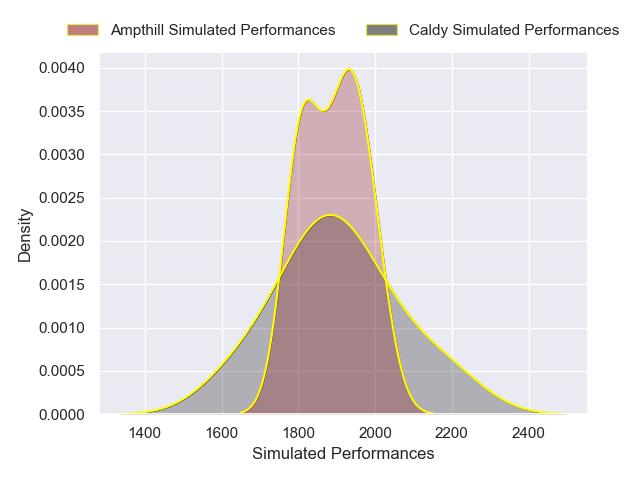 Ampthill Simulated Performances
Caldy Simulated Performances
0.0040
0.0035
0.0030
0.0025
0.0020
0.0015
0.0010
0.0005
0.0000
Density
1400 1600 1800 2000 2200 2400
Simulated Performances